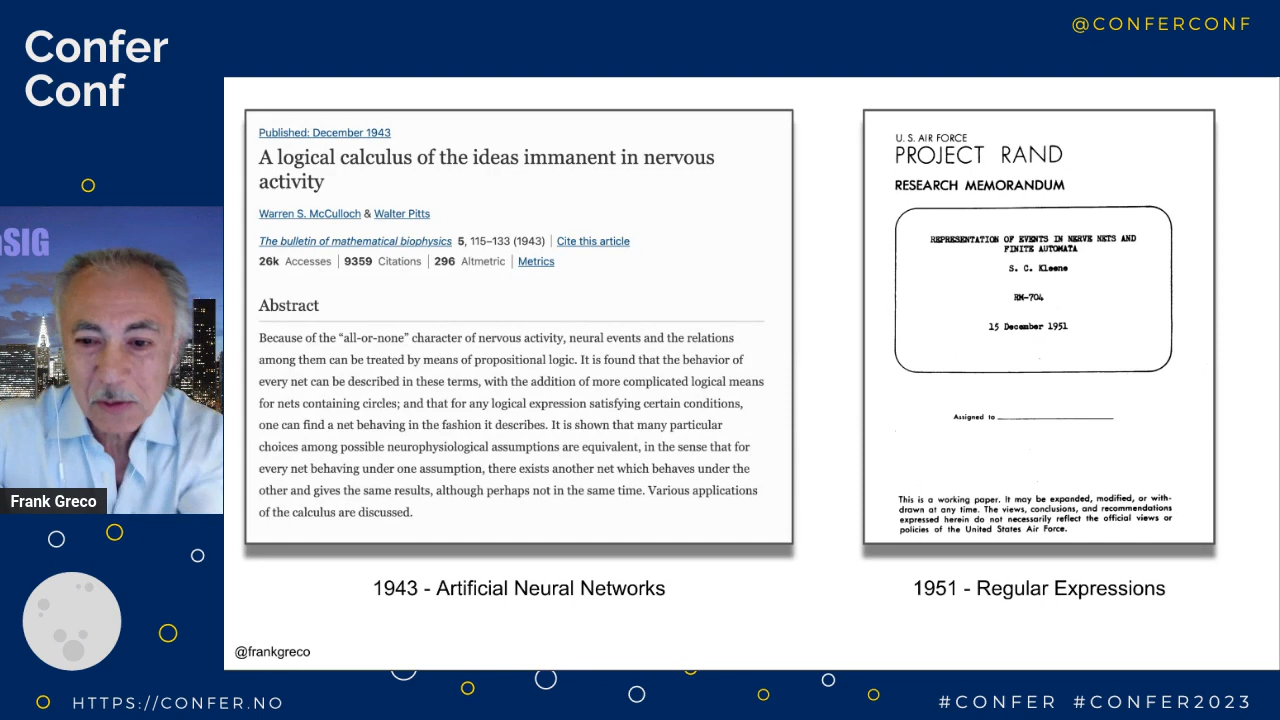 Confer
Conf
@CONFERCONF
Published: December 1943
A logical calculus of the ideas immanent in nervous
activity
Warren S. McCulloch & Walter Pitts
The bulletin of mathematical biophysics 5, 115–133 (1943) | Cite this article
26k Accesses | 9359 Citations | 296 Altmetric | Metrics
Abstract
Because of the “all-or-none” character of nervous activity, neural events and the relations
among them can be treated by means of propositional logic. It is found that the behavior of
every net can be described in these terms, with the addition of more complicated logical means
for nets containing circles; and that for any logical expression satisfying certain conditions,
one can find a net behaving in the fashion it describes. It is shown that many particular
choices among possible neurophysiological assumptions are equivalent, in the sense that for
every net behaving under one assumption, there exists another net which behaves under the
other and gives the same results, although perhaps not in the same time. Various applications
of the calculus are discussed.
1943 - Artificial Neural Networks
U. S. AIR FORCE
PROJECT RAND
RESEARCH MEMORANDUM
REPRESENTATION OF EVENTS IN NERVE NETS AND
FINITE AUTOMATA
S. C. Kleene
RM-704
15 December 1951
Assigned to
This is a working paper. It may be expanded, modified, or with-
drawn at any time. The views, conclusions, and recommendations
expressed herein do not necessarily reflect the official views or
policies of the United States Air Force.
1951 - Regular Expressions
@frankgreco
aSIG
Frank Greco
HTTPS://CONFER.NO
#CONFER #CONFER2023